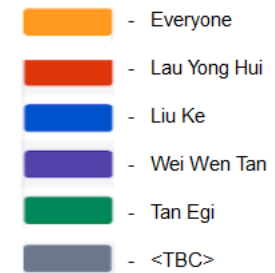 - Everyone
- Lau Yong Hui
- Liu Ke
- Wei Wen Tan
- Tan Egi
- <TBC>